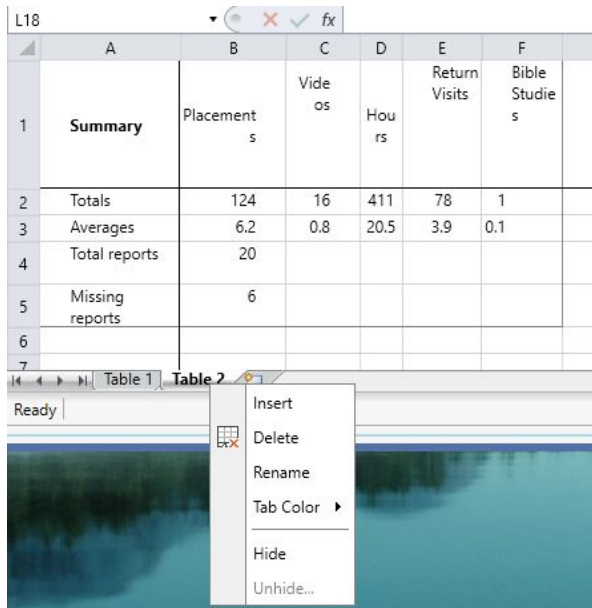 L18 fx
A B C D E F
1 Summary Placement
s Vide
os Hou
rs Return
Visits Bible
Studie
s
2 Totals 124 16 411 78 1
3 Averages 6.2 0.8 20.5 3.9 0.1
4 Total reports 20
5 Missing
reports 6
6
7
Table 1 Table 2
Ready
Insert
Delete
Rename
Tab Color
Hide
Unhide...